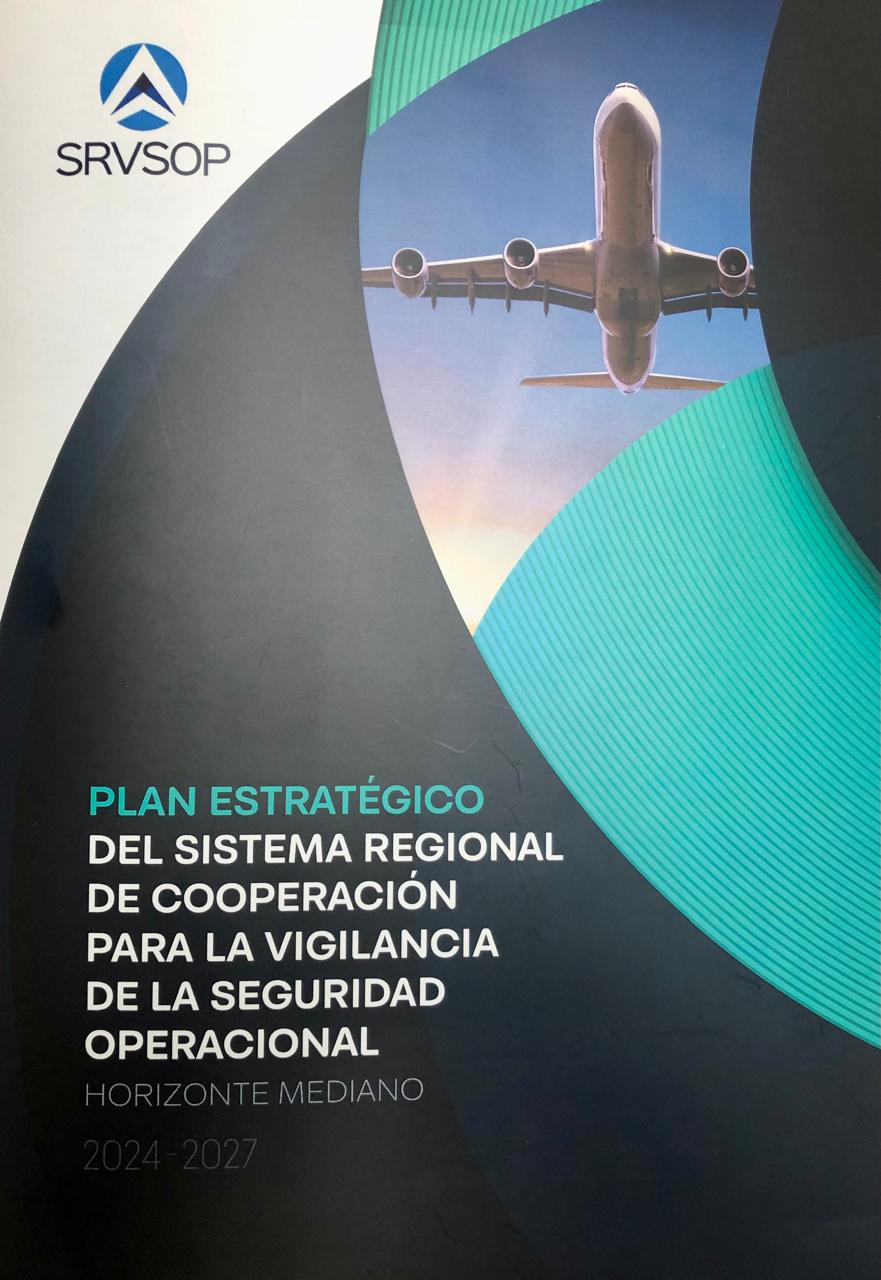 SRVSOP
PLAN ESTRATÉGICO
DEL SISTEMA REGIONAL
DE COOPERACIÓN
PARA LA VIGILANCIA
DE LA SEGURIDAD
OPERACIONAL
HORIZONTE MEDIANO
2024-2027